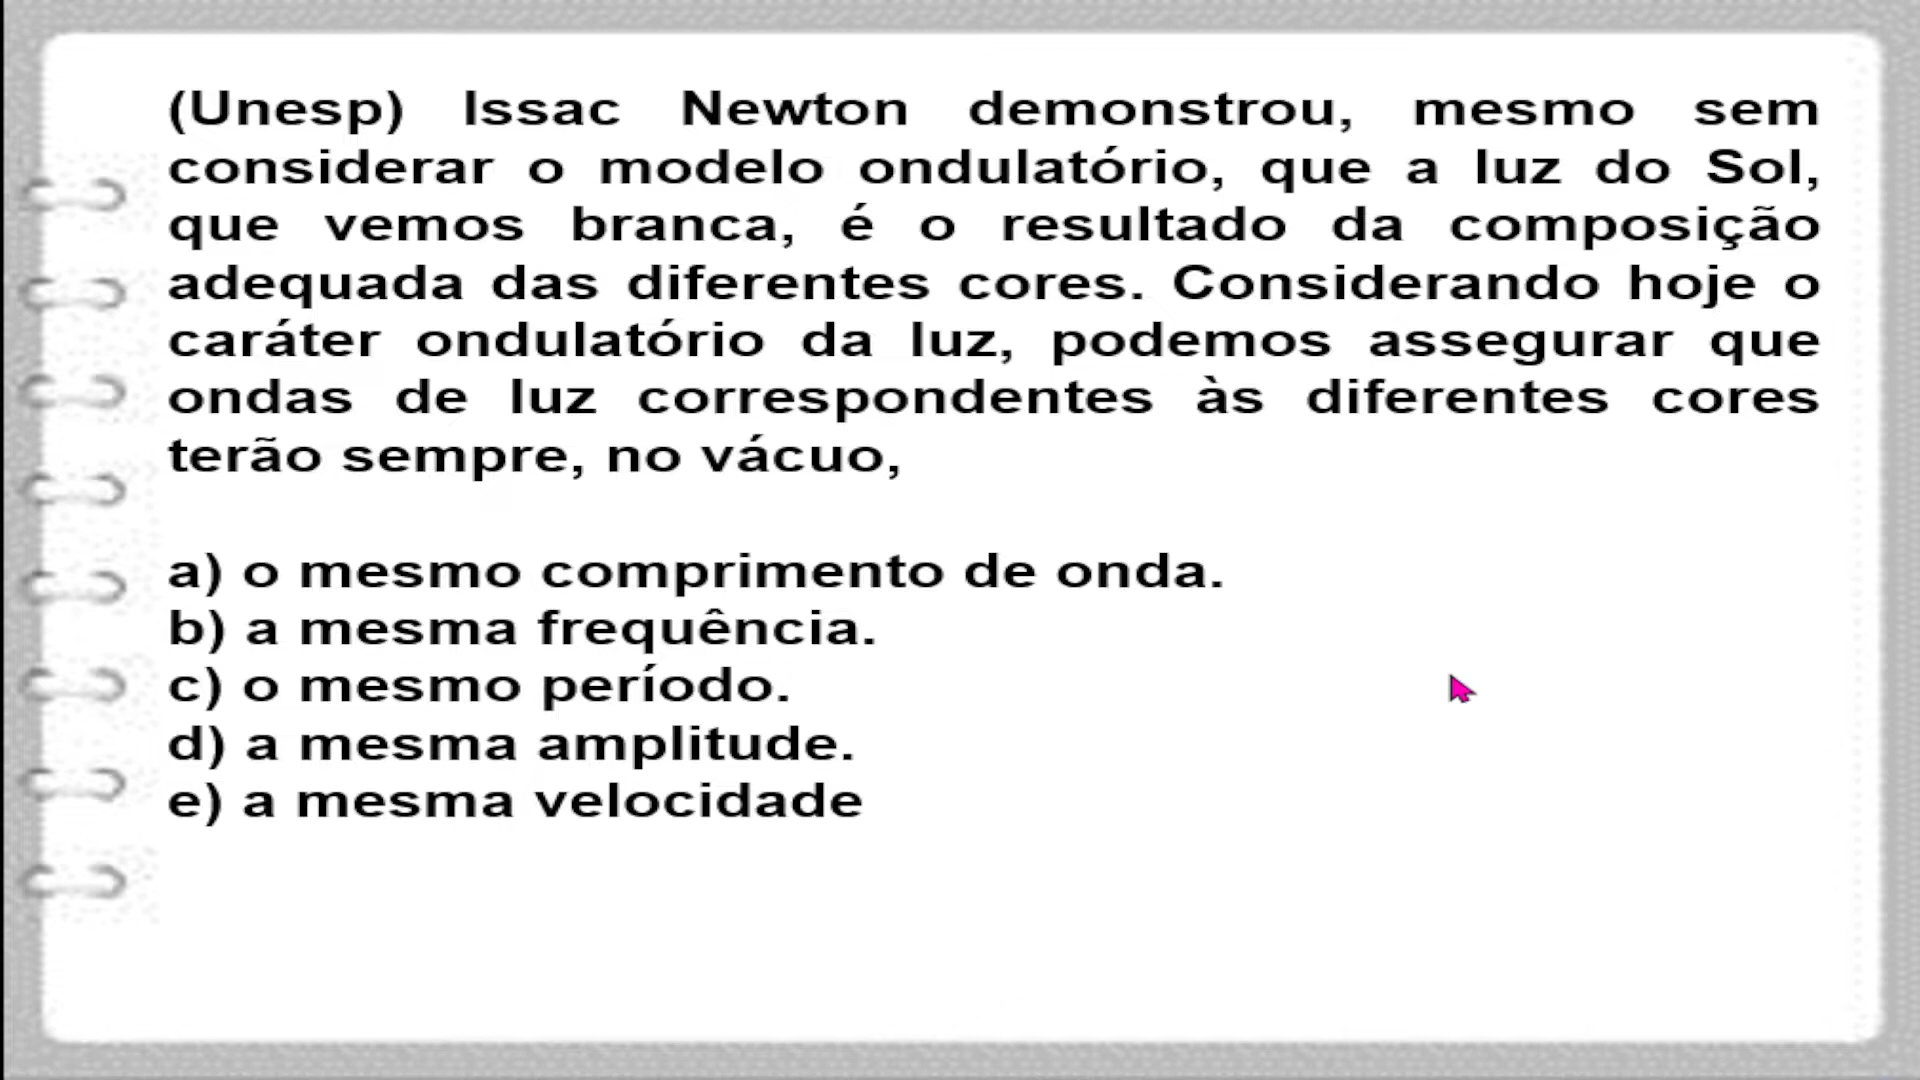 (Unesp) Issac Newton demonstrou, mesmo sem
considerar o modelo ondulatório, que a luz do Sol,
que vemos branca, é o resultado da composição
adequada das diferentes cores. Considerando hoje o
caráter ondulatório da luz, podemos assegurar que
ondas de luz correspondentes às diferentes cores
terão sempre, no vácuo,
a) o mesmo comprimento de onda.
b) a mesma frequência.
c) o mesmo período.
d) a mesma amplitude.
e) a mesma velocidade